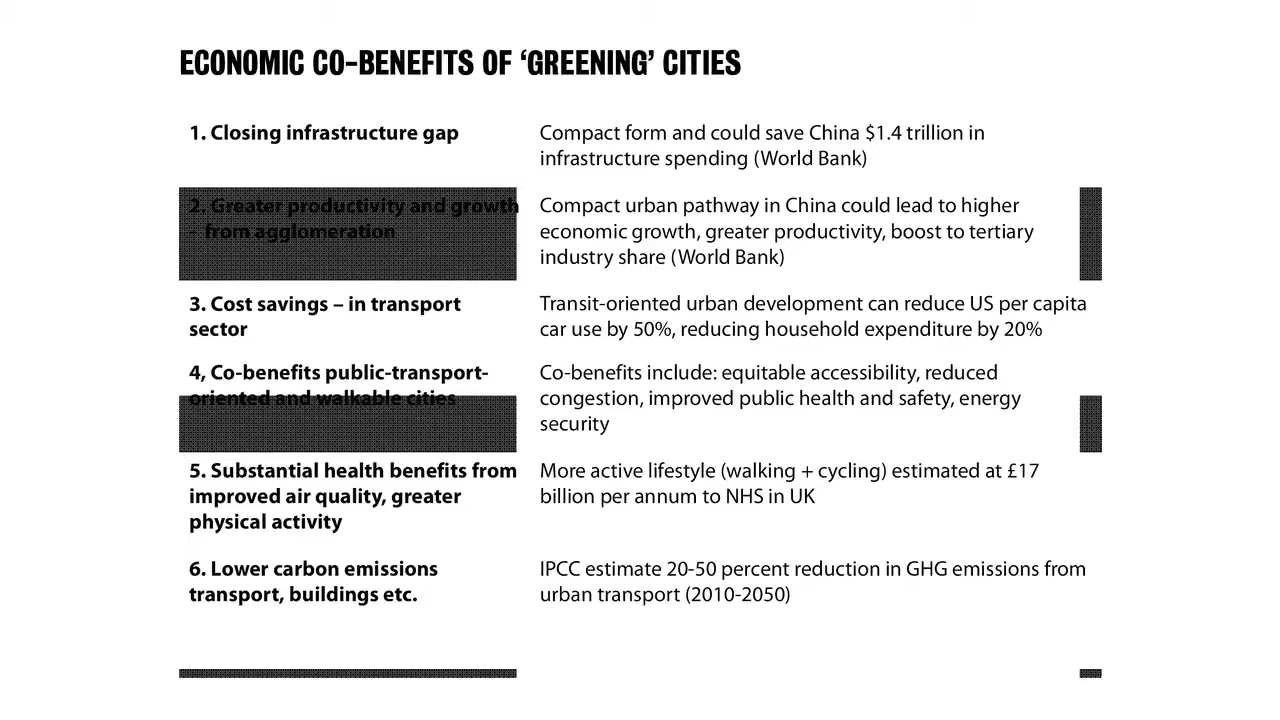 ECONOMIC CO-BENEFITS OF ‘GREENING’ CITIES
1. Closing infrastructure gap
Compact form and could save China $1.4 trillion in
infrastructure spending (World Bank)
2. Greater productivity and growth
- from agglomeration
Compact urban pathway in China could lead to higher
economic growth, greater productivity, boost to tertiary
industry share (World Bank)
3. Cost savings – in transport
sector
Transit-oriented urban development can reduce US per capita
car use by 50%, reducing household expenditure by 20%
4, Co-benefits public-transport-
oriented and walkable cities
Co-benefits include: equitable accessibility, reduced
congestion, improved public health and safety, energy
security
5. Substantial health benefits from
improved air quality, greater
physical activity
More active lifestyle (walking + cycling) estimated at £17
billion per annum to NHS in UK
6. Lower carbon emissions
transport, buildings etc.
IPCC estimate 20-50 percent reduction in GHG emissions from
urban transport (2010-2050)